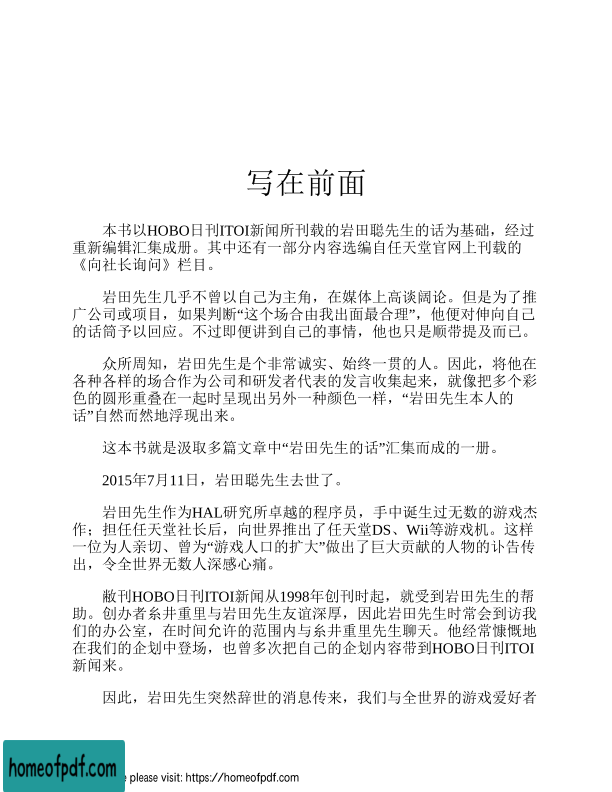 写在前面
本书以HOBO日刊ITOI新闻所刊载的岩田聪先生的话为基础，经过
重新编辑汇集成册。其中还有一部分内容选编自任天堂官网上刊载的
《向社长询问》栏目。
岩田先生几乎不曾以自己为主角，在媒体上高谈阔论。但是为了推
广公司或项目，如果判断“这个场合由我出面最合理”，他便对伸向自己
的话筒予以回应。不过即便讲到自己的事情，他也只是顺带提及而已。
众所周知，岩田先生是个非常诚实、始终一贯的人。因此，将他在
各种各样的场合作为公司和研发者代表的发言收集起来，就像把多个彩
色的圆形重叠在一起时呈现出另外一种颜色一样，“岩田先生本人的
话”自然而然地浮现出来。
这本书就是汲取多篇文章中“岩田先生的话”汇集而成的一册。
2015年7月11日，岩田聪先生去世了。
岩田先生作为HAL研究所卓越的程序员，手中诞生过无数的游戏杰
作；担任任天堂社长后，向世界推出了任天堂DS、Wii等游戏机。这样
一位为人亲切、曾为“游戏人口的扩大”做出了巨大贡献的人物的讣告传
出，令全世界无数人深感心痛。
敝刊HOBO日刊ITOI新闻从1998年创刊时起，就受到岩田先生的帮
助。创办者糸井重里与岩田先生友谊深厚，因此岩田先生时常会到访我
们的办公室，在时间允许的范围内与糸井重里先生聊天。他经常慷慨地
在我们的企划中登场，也曾多次把自己的企划内容带到HOBO日刊ITOI
新闻来。
因此，岩田先生突然辞世的消息传来，我们与全世界的游戏爱好者
homeofpdf.com
e please visit: https://homeofpdf.com